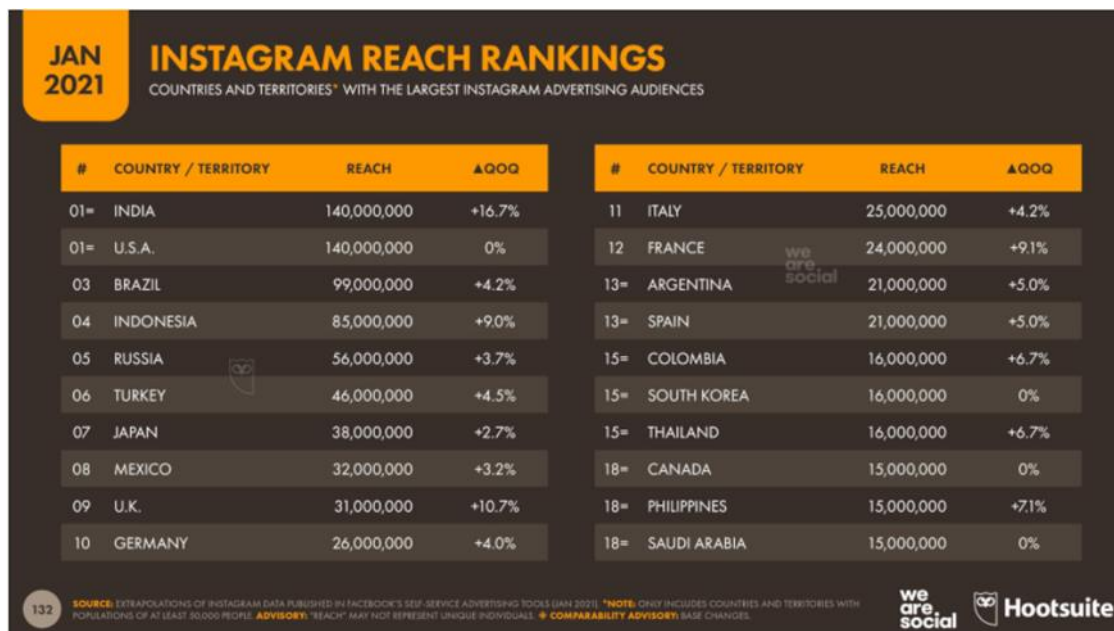 JAN
2021
INSTAGRAM REACH RANKINGS
COUNTRIES AND TERRITORIES* WITH THE LARGEST INSTAGRAM ADVERTISING AUDIENCES
# COUNTRY / TERRITORY REACH ▲QOQ
01= INDIA 140,000,000 +16.7%
01= U.S.A. 140,000,000 0%
03 BRAZIL 99,000,000 +4.2%
04 INDONESIA 85,000,000 +9.0%
05 RUSSIA 56,000,000 +3.7%
06 TURKEY 46,000,000 +4.5%
07 JAPAN 38,000,000 +2.7%
08 MEXICO 32,000,000 +3.2%
09 U.K. 31,000,000 +10.7%
10 GERMANY 26,000,000 +4.0%
# COUNTRY / TERRITORY REACH ▲QOQ
11 ITALY 25,000,000 +4.2%
12 FRANCE 24,000,000 +9.1%
13= ARGENTINA 21,000,000 +5.0%
13= SPAIN 21,000,000 +5.0%
15= COLOMBIA 16,000,000 +6.7%
15= SOUTH KOREA 16,000,000 0%
15= THAILAND 16,000,000 +6.7%
18= CANADA 15,000,000 0%
18= PHILIPPINES 15,000,000 +7.1%
18= SAUDI ARABIA 15,000,000 0%
we
are
social
132
SOURCE: EXTRAPOLATIONS OF INSTAGRAM DATA PUBLISHED IN FACEBOOK'S SELF-SERVICE ADVERTISING TOOLS (JAN 2021). *NOTE: ONLY INCLUDES COUNTRIES AND TERRITORIES WITH
POPULATIONS OF AT LEAST 50,000 PEOPLE. ADVISORY: "REACH" MAY NOT REPRESENT UNIQUE INDIVIDUALS. COMPARABILITY ADVISORY: BASE CHANGES.
we
are
social
Hootsuite